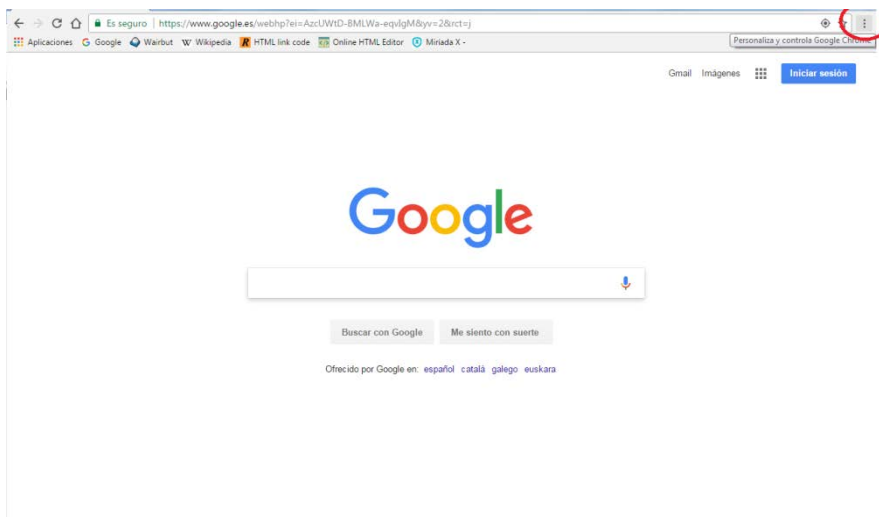 Es seguro | https://www.google.es/webhp?ei=AzcUWtD-BMLWa-eqvlgM&yv=2&rct=j
Aplicaciones Google Wairbut Wikipedia HTML link code Online HTML Editor Miriada X -
Personaliza y controla Google Chrome
Gmail Imágenes Iniciar sesión
Google
Buscar con Google Me siento con suerte
Ofrecido por Google en: español català galego euskara